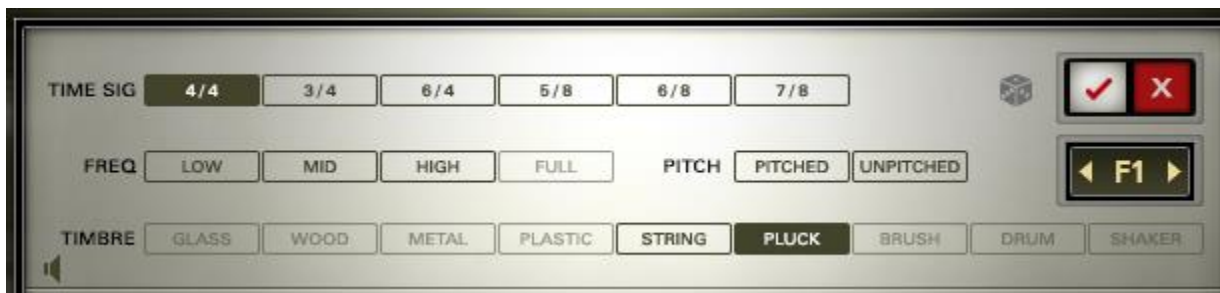 TIME SIG 4/4 3/4 6/4 5/8 6/8 7/8 X
FREQ LOW MID HIGH FULL PITCH PITCHED UNPITCHED F1
TIMBRE GLASS WOOD METAL PLASTIC STRING PLUCK BRUSH DRUM SHAKER